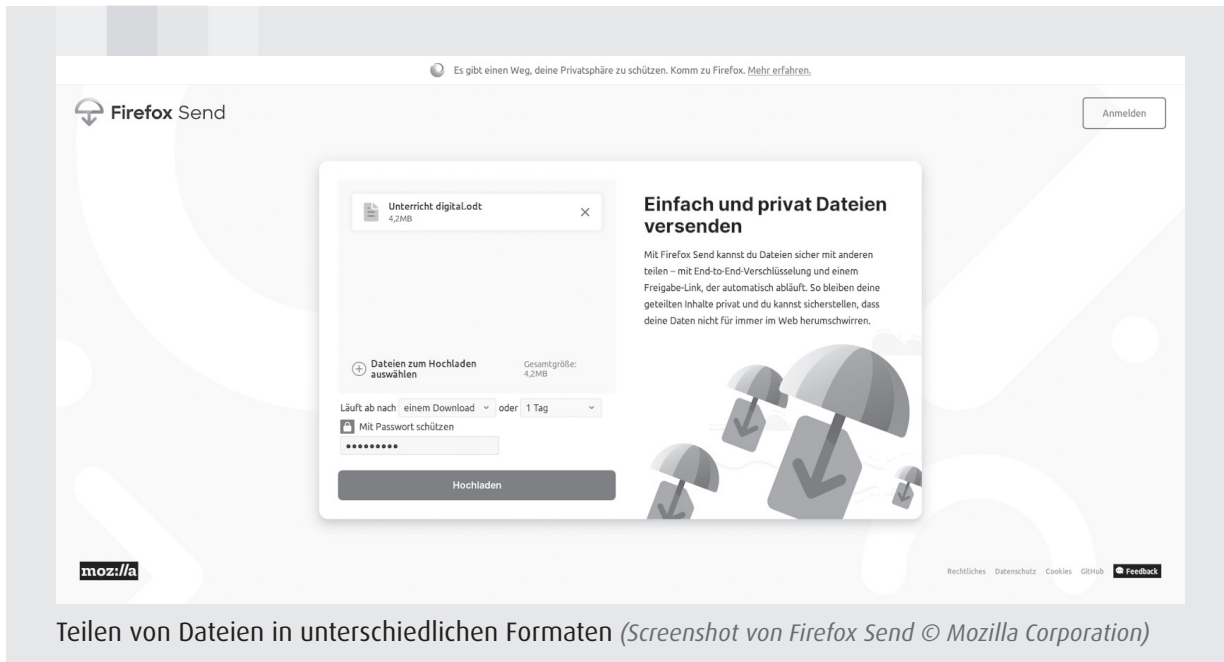 Es gibt einen Weg, deine Privatsphäre zu schützen. Komm zu Firefox. Mehr erfahren.
Firefox Send
Anmelden
Unterricht digital.odt
4,2MB
Dateien zum Hochladen
auswählen
Gesamtgröße:
4,2MB
Läuft ab nach einem Download oder 1 Tag
Mit Passwort schützen
•••••••••
Hochladen
Einfach und privat Dateien
versenden
Mit Firefox Send kannst du Dateien sicher mit anderen
teilen – mit End-to-End-Verschlüsselung und einem
Freigabe-Link, der automatisch abläuft. So bleiben deine
geteilten Inhalte privat und du kannst sicherstellen, dass
deine Daten nicht für immer im Web herumschwirren.
moz://a
Rechtliches Datenschutz Cookies GitHub Feedback
Teilen von Dateien in unterschiedlichen Formaten (Screenshot von Firefox Send © Mozilla Corporation)